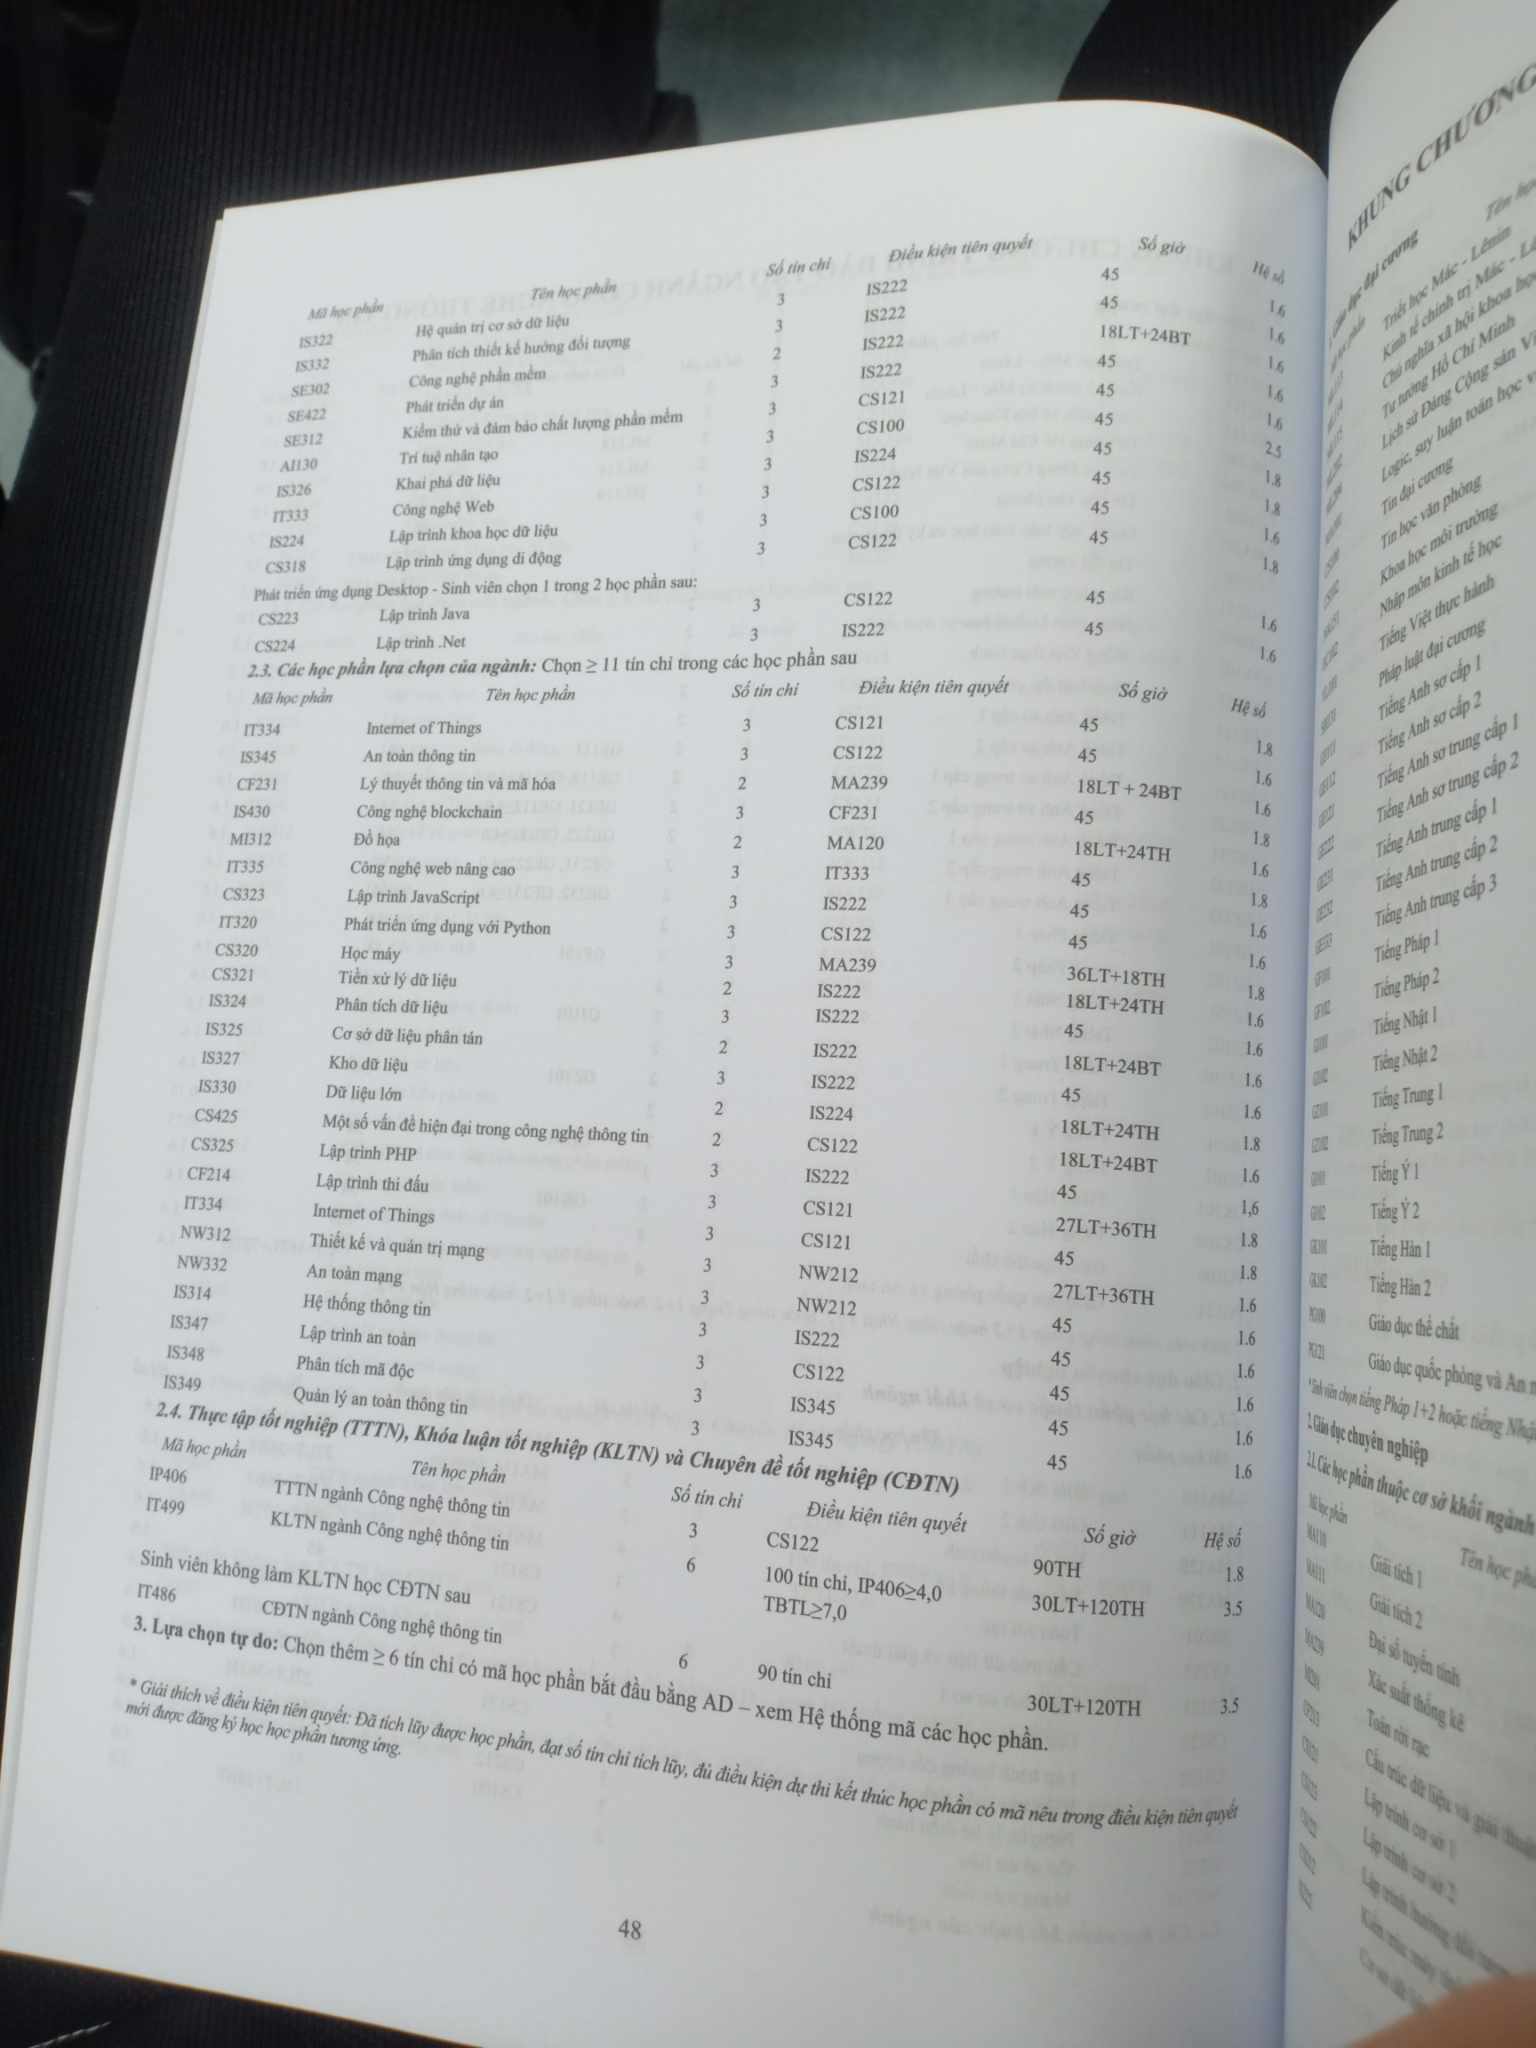 Mã học phần Tên học phần Số tín chỉ Điều kiện tiên quyết Số giờ Hệ số
IS322 Hệ quản trị cơ sở dữ liệu 3 IS222 45 1.6
IS332 Phân tích thiết kế hướng đối tượng 3 IS222 45 1.6
SE302 Công nghệ phần mềm 2 IS222 18LT+24BT 1.6
SE422 Phát triển dự án 3 IS222 45 1.6
SE312 Kiểm thử và đảm bảo chất lượng phần mềm 3 CS121 45 1.6
AI130 Trí tuệ nhân tạo 3 CS100 45 2.5
IS326 Khai phá dữ liệu 3 IS224 45 1.8
IT333 Công nghệ Web 3 CS122 45 1.8
IS224 Lập trình khoa học dữ liệu 3 CS100 45 1.6
CS318 Lập trình ứng dụng di động 3 CS122 45 1.8
Phát triển ứng dụng Desktop - Sinh viên chọn 1 trong 2 học phần sau:
CS223 Lập trình Java 3 CS122 45 1.6
CS224 Lập trình .Net 3 IS222 45 1.6
2.3. Các học phần lựa chọn của ngành: Chọn ≥ 11 tín chỉ trong các học phần sau
Mã học phần Tên học phần Số tín chỉ Điều kiện tiên quyết Số giờ Hệ số
IT334 Internet of Things 3 CS121 45 1.8
IS345 An toàn thông tin 3 CS122 45 1.6
CF231 Lý thuyết thông tin và mã hóa 2 MA239 18LT + 24BT 1.6
IS430 Công nghệ blockchain 3 CF231 45 1.8
MI312 Đồ họa 2 MA120 18LT+24TH 1.6
IT335 Công nghệ web nâng cao 3 IT333 45 1.8
CS323 Lập trình JavaScript 3 IS222 45 1.6
IT320 Phát triển ứng dụng với Python 3 CS122 45 1.6
CS320 Học máy 3 MA239 36LT+18TH 1.8
CS321 Tiền xử lý dữ liệu 2 IS222 18LT+24TH 1.6
IS324 Phân tích dữ liệu 3 IS222 45 1.6
IS325 Cơ sở dữ liệu phân tán 2 IS222 18LT+24BT 1.6
IS327 Kho dữ liệu 3 IS222 45 1.6
IS330 Dữ liệu lớn 2 IS224 18LT+24TH 1.8
CS425 Một số vấn đề hiện đại trong công nghệ thông tin 2 CS122 18LT+24BT 1.6
CS325 Lập trình PHP 3 IS222 45 1,6
CF214 Lập trình thi đấu 3 CS121 27LT+36TH 1.8
IT334 Internet of Things 3 CS121 45 1.8
NW312 Thiết kế và quản trị mạng 3 NW212 27LT+36TH 1.6
NW332 An toàn mạng 3 NW212 45 1.6
IS314 Hệ thống thông tin 3 IS222 45 1.6
IS347 Lập trình an toàn 3 CS122 45 1.6
IS348 Phân tích mã độc 3 IS345 45 1.6
IS349 Quản lý an toàn thông tin 3 IS345 45 1.6
2.4. Thực tập tốt nghiệp (TTTN), Khóa luận tốt nghiệp (KLTN) và Chuyên đề tốt nghiệp (CĐTN)
Mã học phần Tên học phần Số tín chỉ Điều kiện tiên quyết Số giờ Hệ số
IP406 TTTN ngành Công nghệ thông tin 3 CS122 90TH 1.8
IT499 KLTN ngành Công nghệ thông tin 6 100 tín chỉ, IP406≥4,0 30LT+120TH 3.5
TBTL≥7,0
Sinh viên không làm KLTN học CĐTN sau
IT486 CĐTN ngành Công nghệ thông tin 6 90 tín chỉ 30LT+120TH 3.5
3. Lựa chọn tự do: Chọn thêm ≥ 6 tín chỉ có mã học phần bắt đầu bằng AD – xem Hệ thống mã các học phần.
* Giải thích về điều kiện tiên quyết: Đã tích lũy được học phần, đạt số tín chỉ tích lũy, đủ điều kiện dự thi kết thúc học phần có mã nêu trong điều kiện tiên quyết
mới được đăng ký học học phần tương ứng.
48
KHUNG CHƯƠNG
Tên học
1. Giáo dục đại cương
Triết học Mác - Lênin
Kinh tế chính trị Mác - Lê
Chủ nghĩa xã hội khoa học
Tư tưởng Hồ Chí Minh
Lịch sử Đảng Cộng sản Vi
Logic, suy luận toán học v
Tin đại cương
Tin học văn phòng
Khoa học môi trường
Nhập môn kinh tế học
Tiếng Việt thực hành
Pháp luật đại cương
Tiếng Anh sơ cấp 1
Tiếng Anh sơ cấp 2
Tiếng Anh sơ trung cấp 1
Tiếng Anh sơ trung cấp 2
Tiếng Anh trung cấp 1
Tiếng Anh trung cấp 2
Tiếng Anh trung cấp 3
Tiếng Pháp 1
Tiếng Pháp 2
Tiếng Nhật 1
Tiếng Nhật 2
Tiếng Trung 1
Tiếng Trung 2
Tiếng Ý 1
Tiếng Ý 2
Tiếng Hàn 1
Tiếng Hàn 2
Giáo dục thể chất
Giáo dục quốc phòng và An n
* Sinh viên chọn tiếng Pháp 1+2 hoặc tiếng Nhậ
2. Giáo dục chuyên nghiệp
2.1. Các học phần thuộc cơ sở khối ngành
Mã học phần Tên học phầ
MA110 Giải tích 1
MA111 Giải tích 2
MA120 Đại số tuyến tính
MA239 Xác suất thống kê
Toán rời rạc
Cấu trúc dữ liệu và giải thuật
Lập trình cơ sở 1
Lập trình cơ sở 2
Lập trình hướng đối tượng